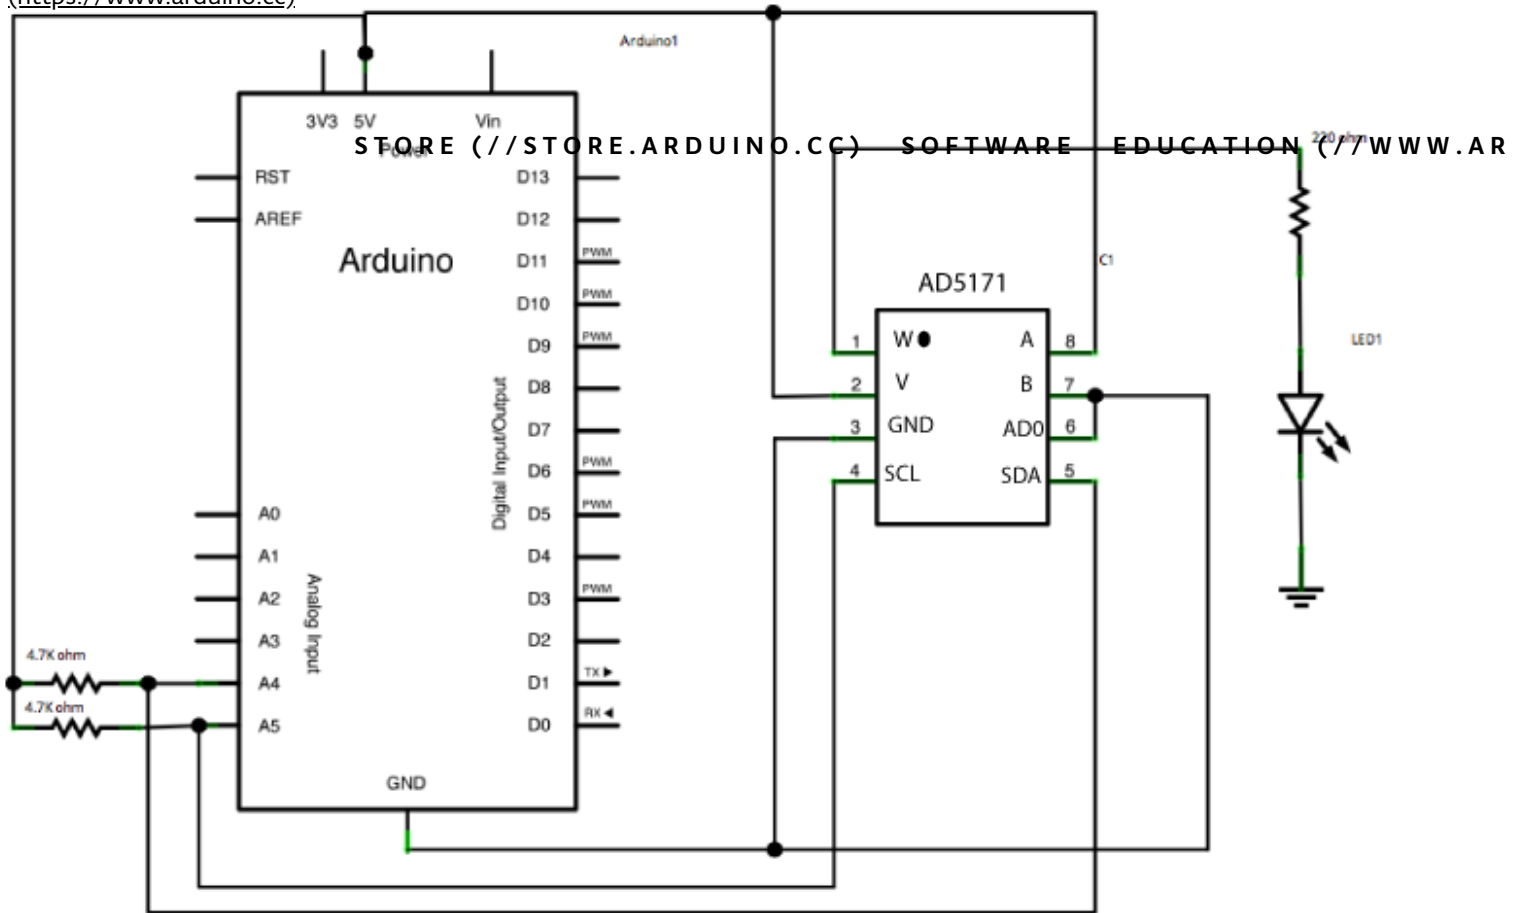 (https://www.arduino.cc)
Arduino1
3V3 5V Vin
Power
STORE (//STORE.ARDUINO.CC) SOFTWARE EDUCATION (//WWW.AR
220 ohm
RST D13
AREF D12
Arduino
D11 PWM
D10 PWM
D9 PWM
D8
D7
D6 PWM
D5 PWM
D4
D3 PWM
D2
D1 TX
D0 RX
Digital Input/Output
A0
A1
A2
A3
A4
A5
Analog Input
4.7K ohm
4.7K ohm
GND
C1
AD5171
1 W A 8
2 V B 7
3 GND AD0 6
4 SCL SDA 5
LED1